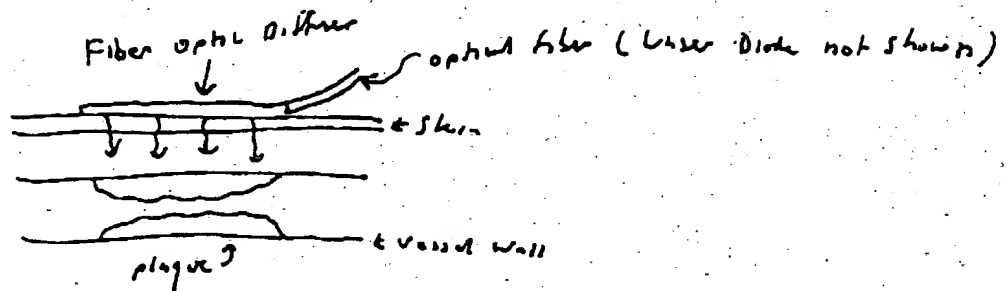 Fiber optic Diffuser
optical fiber (Laser Diode not shown)
skin
vessel wall
plaque